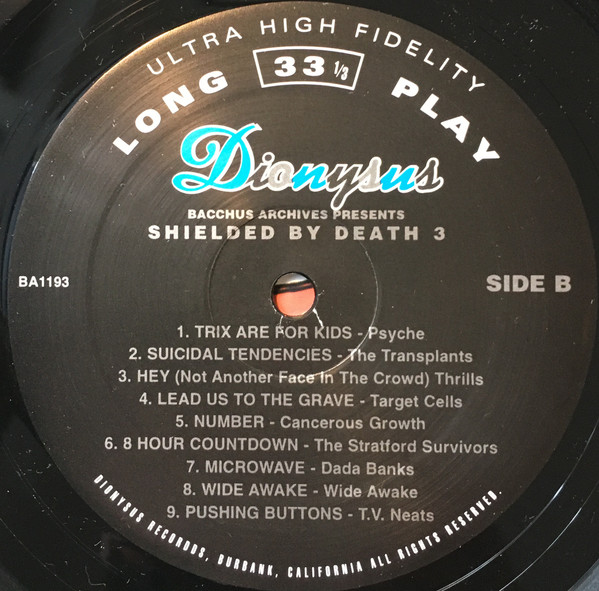 ULTRA HIGH FIDELITY
LONG 33 1/3 PLAY
Dionysus
BACCHUS ARCHIVES PRESENTS
SHIELDED BY DEATH 3
BA1193
SIDE B
1. TRIX ARE FOR KIDS - Psyche
2. SUICIDAL TENDENCIES - The Transplants
3. HEY (Not Another Face In The Crowd) Thrills
4. LEAD US TO THE GRAVE - Target Cells
5. NUMBER - Cancerous Growth
6. 8 HOUR COUNTDOWN - The Stratford Survivors
7. MICROWAVE - Dada Banks
8. WIDE AWAKE - Wide Awake
9. PUSHING BUTTONS - T.V. Neats
DIONYSUS RECORDS, BURBANK, CALIFORNIA ALL RIGHTS RESERVED.